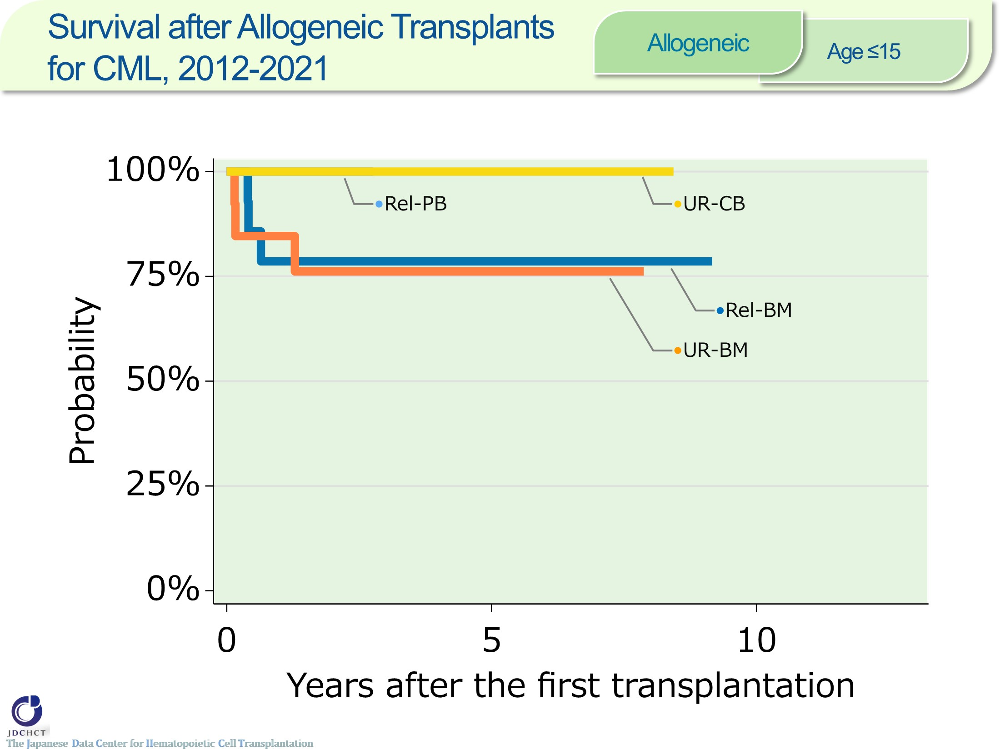 Survival after Allogeneic Transplants
for CML, 2012-2021
Allogeneic
Age ≤15
100%
75%
50%
25%
0%
Probability
Rel-PB
UR-CB
Rel-BM
UR-BM
0
5
10
Years after the first transplantation
JDCHCT
The Japanese Data Center for Hematopoietic Cell Transplantation